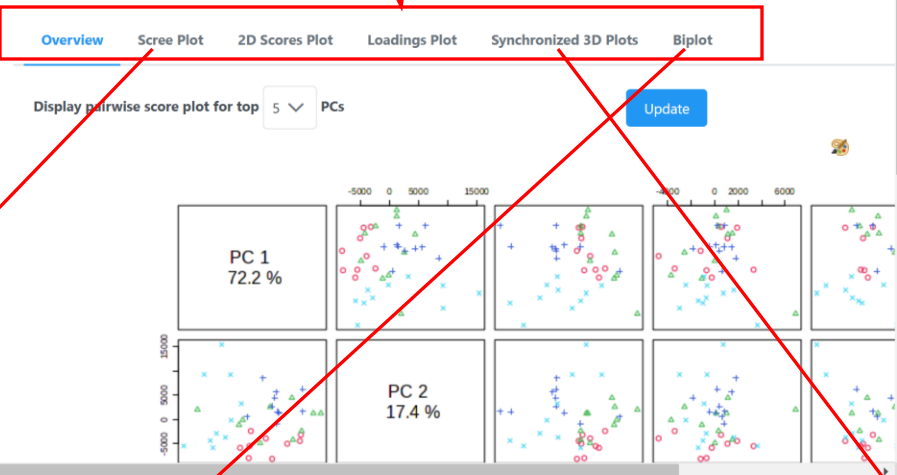 Overview Scree Plot 2D Scores Plot Loadings Plot Synchronized 3D Plots Biplot
Display pairwise score plot for top 5 PCs Update
-5000 0 5000 15000 -4000 0 2000 6000
PC 1
72.2 %
15000
5000
0
-5000
PC 2
17.4 %